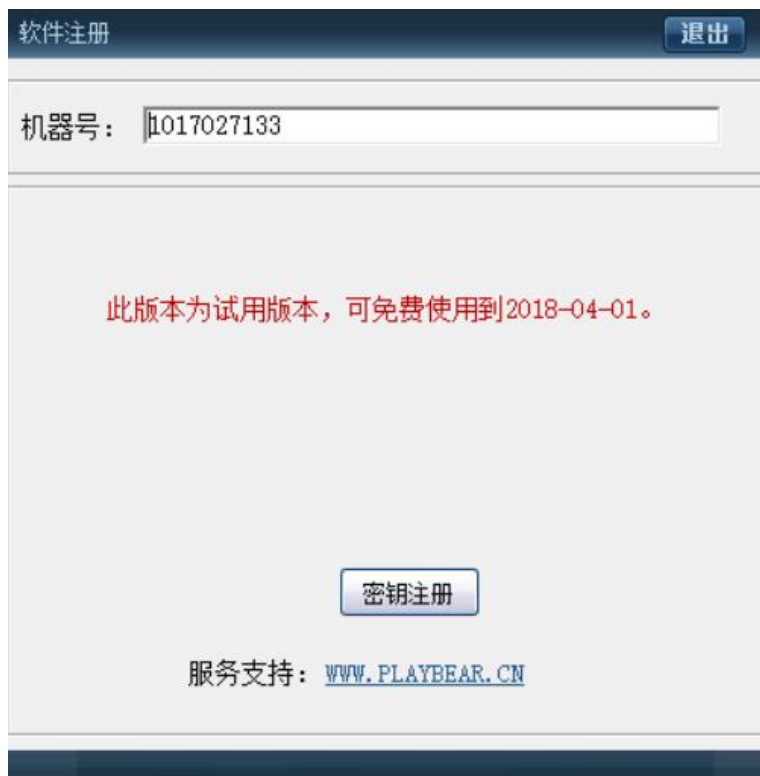 软件注册
退出
机器号: 1017027133
此版本为试用版本，可免费使用到2018-04-01。
密钥注册
服务支持: WWW.PLAYBEAR.CN